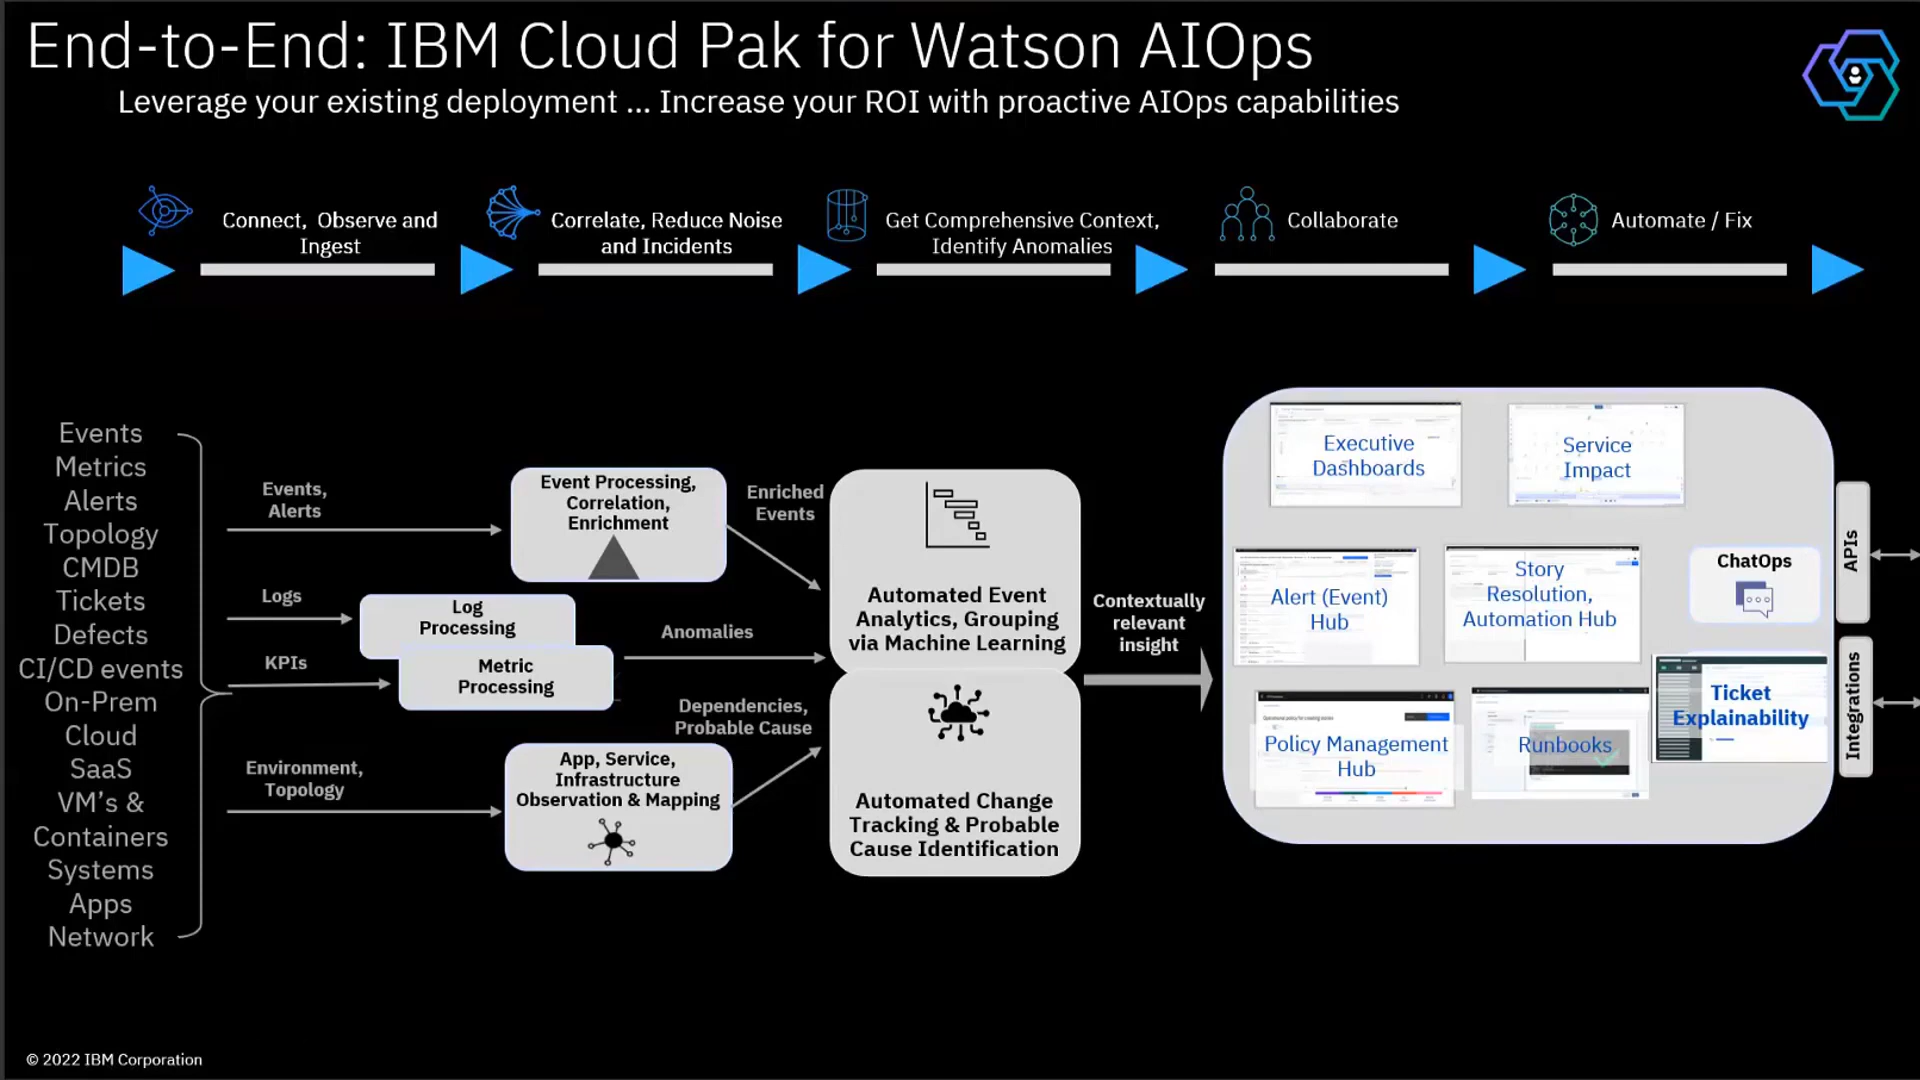 End-to-End: IBM Cloud Pak for Watson AIOps
Leverage your existing deployment ... Increase your ROI with proactive AIOps capabilities
Connect, Observe and
Ingest
Correlate, Reduce Noise
and Incidents
Get Comprehensive Context,
Identify Anomalies
Collaborate
Automate / Fix
Events
Metrics
Alerts
Topology
CMDB
Tickets
Defects
CI/CD events
On-Prem
Cloud
SaaS
VM's &
Containers
Systems
Apps
Network
Events,
Alerts
Logs
KPIs
Environment,
Topology
Event Processing,
Correlation,
Enrichment
Log
Processing
Metric
Processing
App, Service,
Infrastructure
Observation & Mapping
Enriched
Events
Anomalies
Dependencies,
Probable Cause
Automated Event
Analytics, Grouping
via Machine Learning
Automated Change
Tracking & Probable
Cause Identification
Contextually
relevant
insight
Executive
Dashboards
Service
Impact
Alert (Event)
Hub
Story
Resolution,
Automation Hub
ChatOps
Policy Management
Hub
Runbooks
Ticket
Explainability
APIs
Integrations
© 2022 IBM Corporation